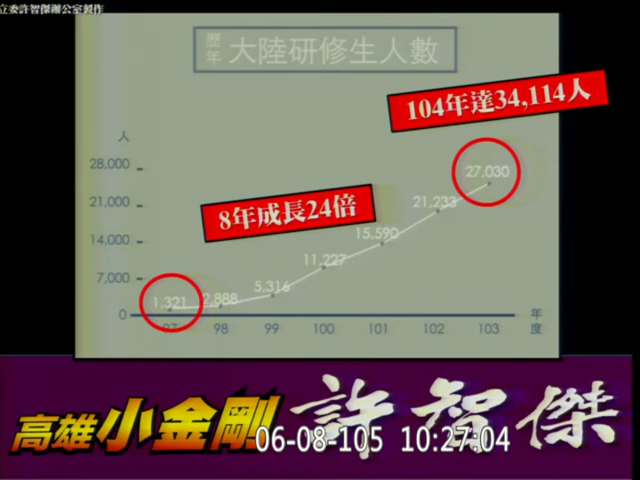 立委許智傑辦公室製作
歷年 大陸研修生人數
104年達34,114人
人
28,000
27,030
21,000
21,233
8年成長24倍
15,590
14,000
11,227
7,000
5,316
2,888
1,321
0
97 98 99 100 101 102 103
年度
高雄小金剛 許智傑
06-08-105 10:27:04